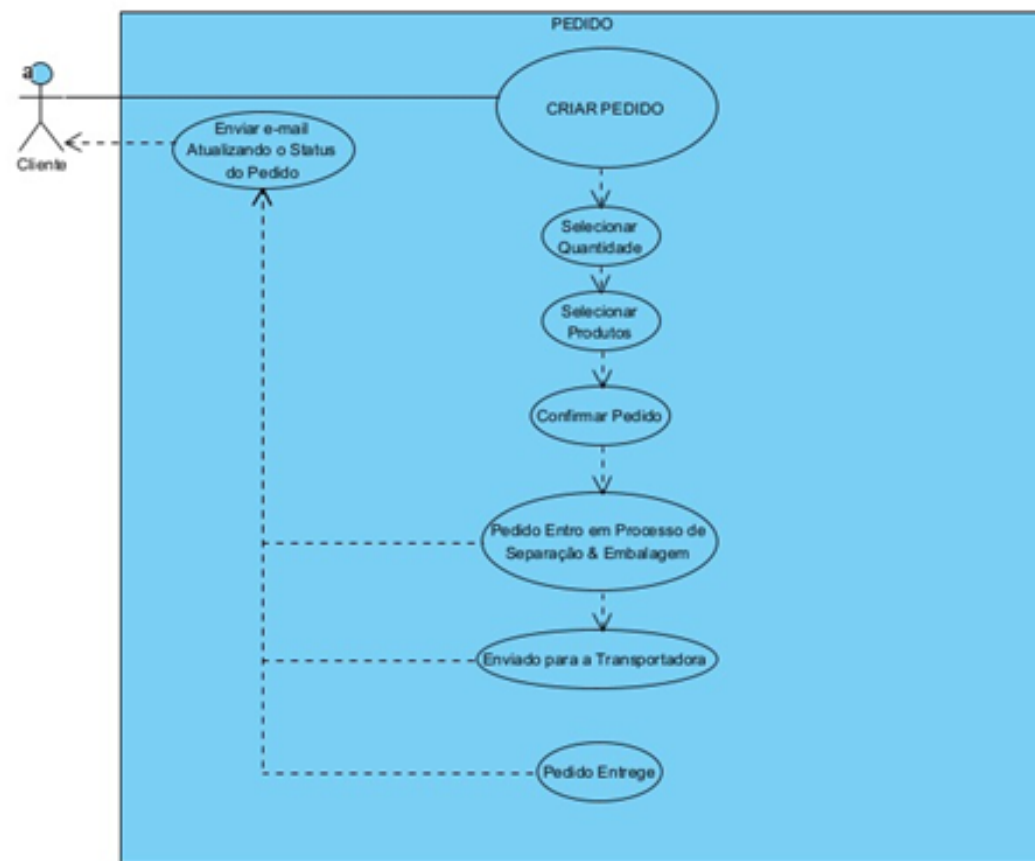 PEDIDO
a
Cliente
CRIAR PEDIDO
Enviar e-mail
Atualizando o Status
do Pedido
Selecionar
Quantidade
Selecionar
Produtos
Confirmar Pedido
Pedido Entro em Processo de
Separação & Embalagem
Enviado para a Transportadora
Pedido Entrege